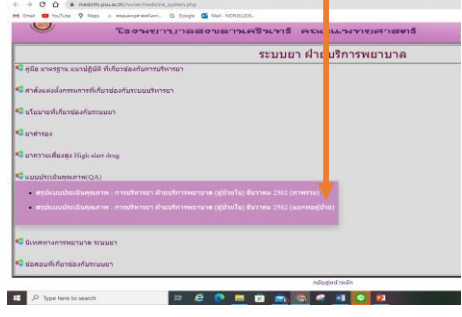 medinfo.psu.ac.th/nurse/medicine_system.php
Gmail YouTube Maps Google Mail - MONSUJOL...
โรงพยาบาลสงขลานครินทร์ คณะแพทยศาสตร์
ระบบยา ฝ่ายบริการพยาบาล
คู่มือ มาตรฐาน แนวปฏิบัติ ที่เกี่ยวข้องกับการบริหารยา
คำสั่งแต่งตั้งกรรมการที่เกี่ยวข้องกับระบบบริหารยา
นโยบายที่เกี่ยวข้องกับระบบยา
ยาสำรอง
ยาความเสี่ยงสูง High alert drug
แบบประเมินคุณภาพ(QA)
สรุปแบบประเมินคุณภาพ : การบริหารยา ฝ่ายบริการพยาบาล (ผู้ป่วยใน) ธันวาคม 2562 (ภาพรวม)
สรุปแบบประเมินคุณภาพ : การบริหารยา ฝ่ายบริการพยาบาล (ผู้ป่วยใน) ธันวาคม 2562 (แยกหอผู้ป่วย)
นิเทศทางการพยาบาล ระบบยา
ข้อสอบที่เกี่ยวข้องกับระบบยา
กลับสู่หน้าหลัก
Type here to search